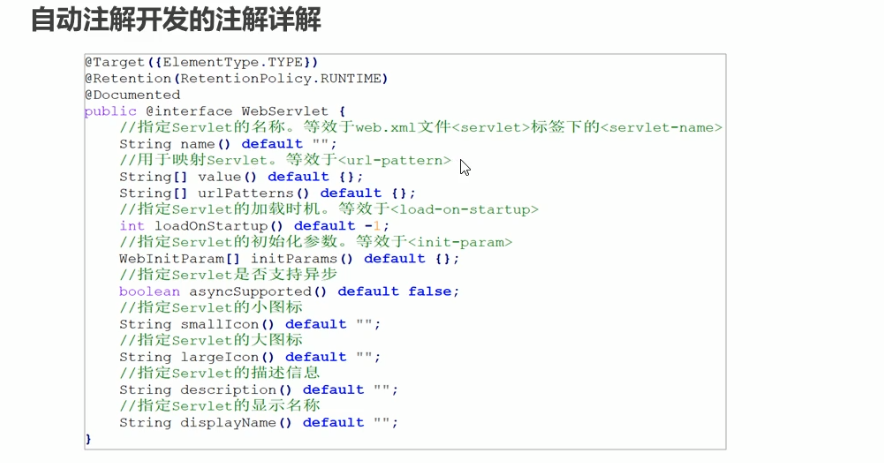 自动注解开发的注解详解
@Target({ElementType.TYPE})
@Retention(RetentionPolicy.RUNTIME)
@Documented
public @interface WebServlet {
    //指定Servlet的名称。等效于web.xml文件<servlet>标签下的<servlet-name>
    String name() default "";
    //用于映射Servlet。等效于<url-pattern>
    String[] value() default {};
    String[] urlPatterns() default {};
    //指定Servlet的加载时机。等效于<load-on-startup>
    int loadOnStartup() default -1;
    //指定Servlet的初始化参数。等效于<init-param>
    WebInitParam[] initParams() default {};
    //指定Servlet是否支持异步
    boolean asyncSupported() default false;
    //指定Servlet的小图标
    String smallIcon() default "";
    //指定Servlet的大图标
    String largeIcon() default "";
    //指定Servlet的描述信息
    String description() default "";
    //指定Servlet的显示名称
    String displayName() default "";
}